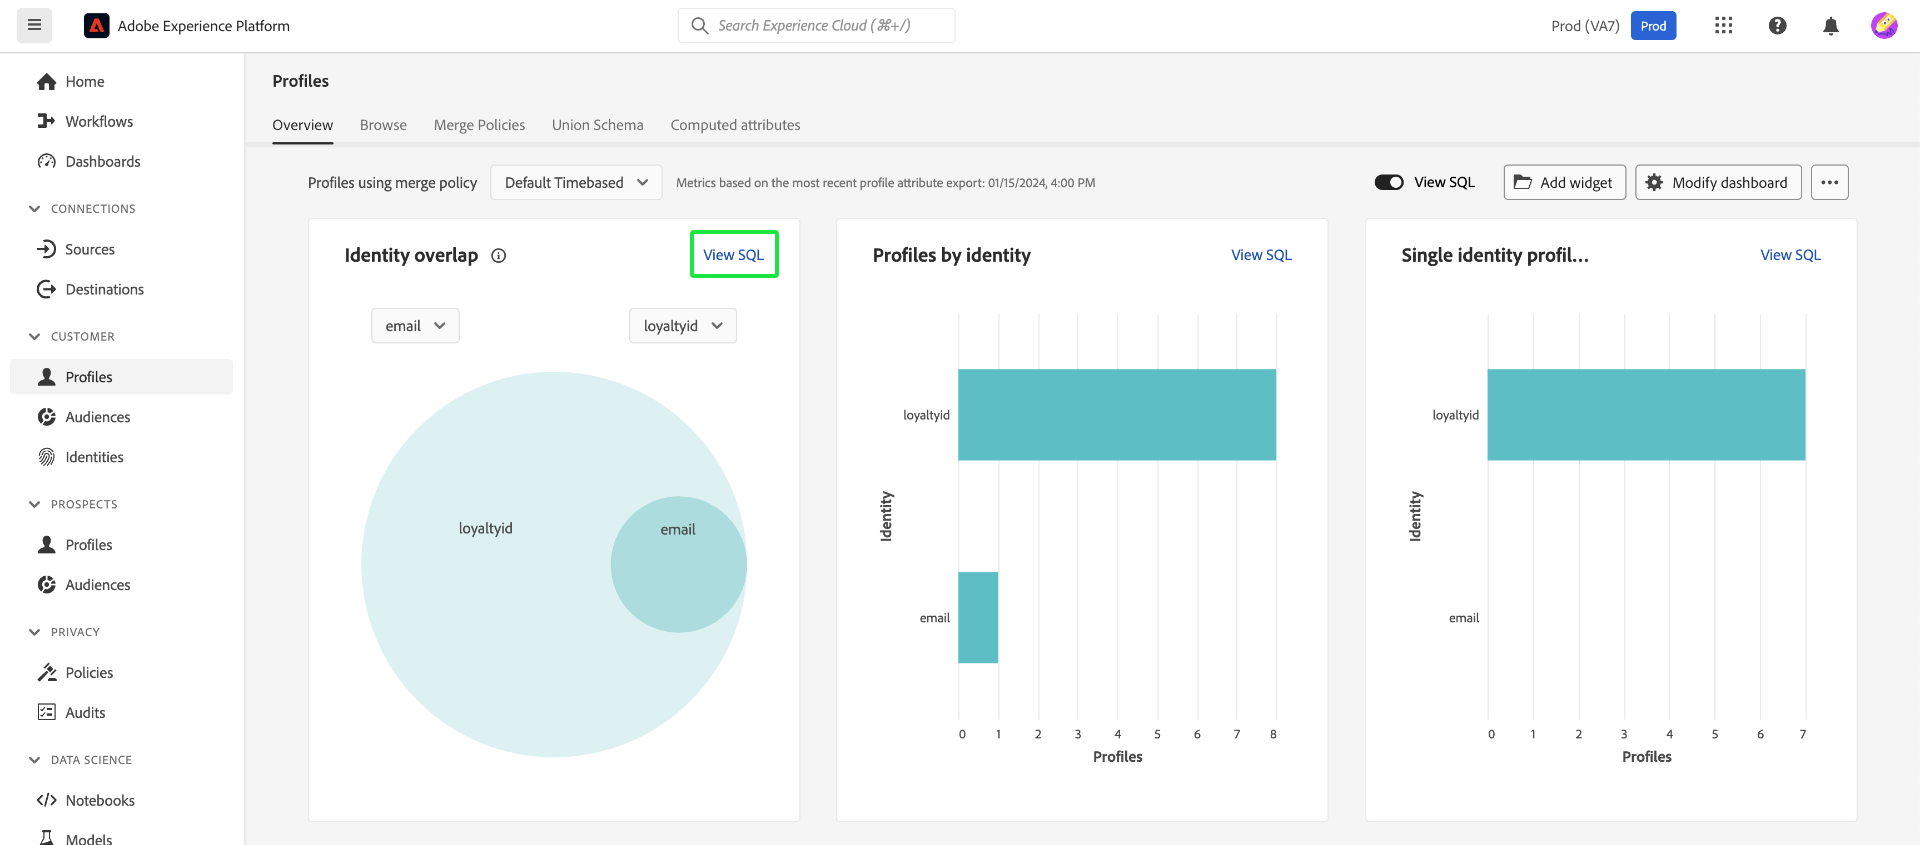 Adobe Experience Platform
Search Experience Cloud (⌘+/)
Prod (VA7)
Prod
Home
Workflows
Dashboards
CONNECTIONS
Sources
Destinations
CUSTOMER
Profiles
Audiences
Identities
PROSPECTS
Profiles
Audiences
PRIVACY
Policies
Audits
DATA SCIENCE
Notebooks
Models
Profiles
Overview Browse Merge Policies Union Schema Computed attributes
Profiles using merge policy Default Timebased Metrics based on the most recent profile attribute export: 01/15/2024, 4:00 PM
View SQL Add widget Modify dashboard
Identity overlap View SQL
email loyaltyid
loyaltyid email
Profiles by identity View SQL
loyaltyid
Identity
email
0 1 2 3 4 5 6 7 8
Profiles
Single identity profil... View SQL
loyaltyid
Identity
email
0 1 2 3 4 5 6 7
Profiles